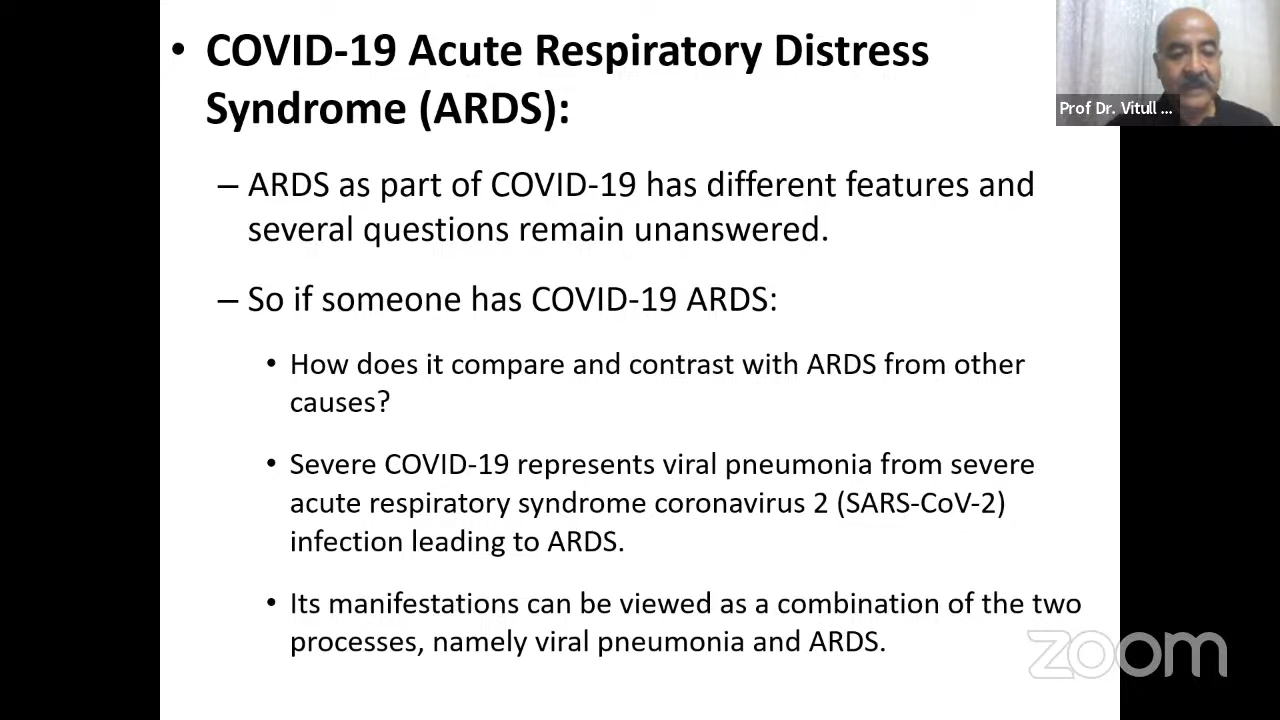 • COVID-19 Acute Respiratory Distress
Syndrome (ARDS):
– ARDS as part of COVID-19 has different features and
several questions remain unanswered.
– So if someone has COVID-19 ARDS:
• How does it compare and contrast with ARDS from other
causes?
• Severe COVID-19 represents viral pneumonia from severe
acute respiratory syndrome coronavirus 2 (SARS-CoV-2)
infection leading to ARDS.
• Its manifestations can be viewed as a combination of the two
processes, namely viral pneumonia and ARDS.
Prof Dr. Vitull ...
zoom